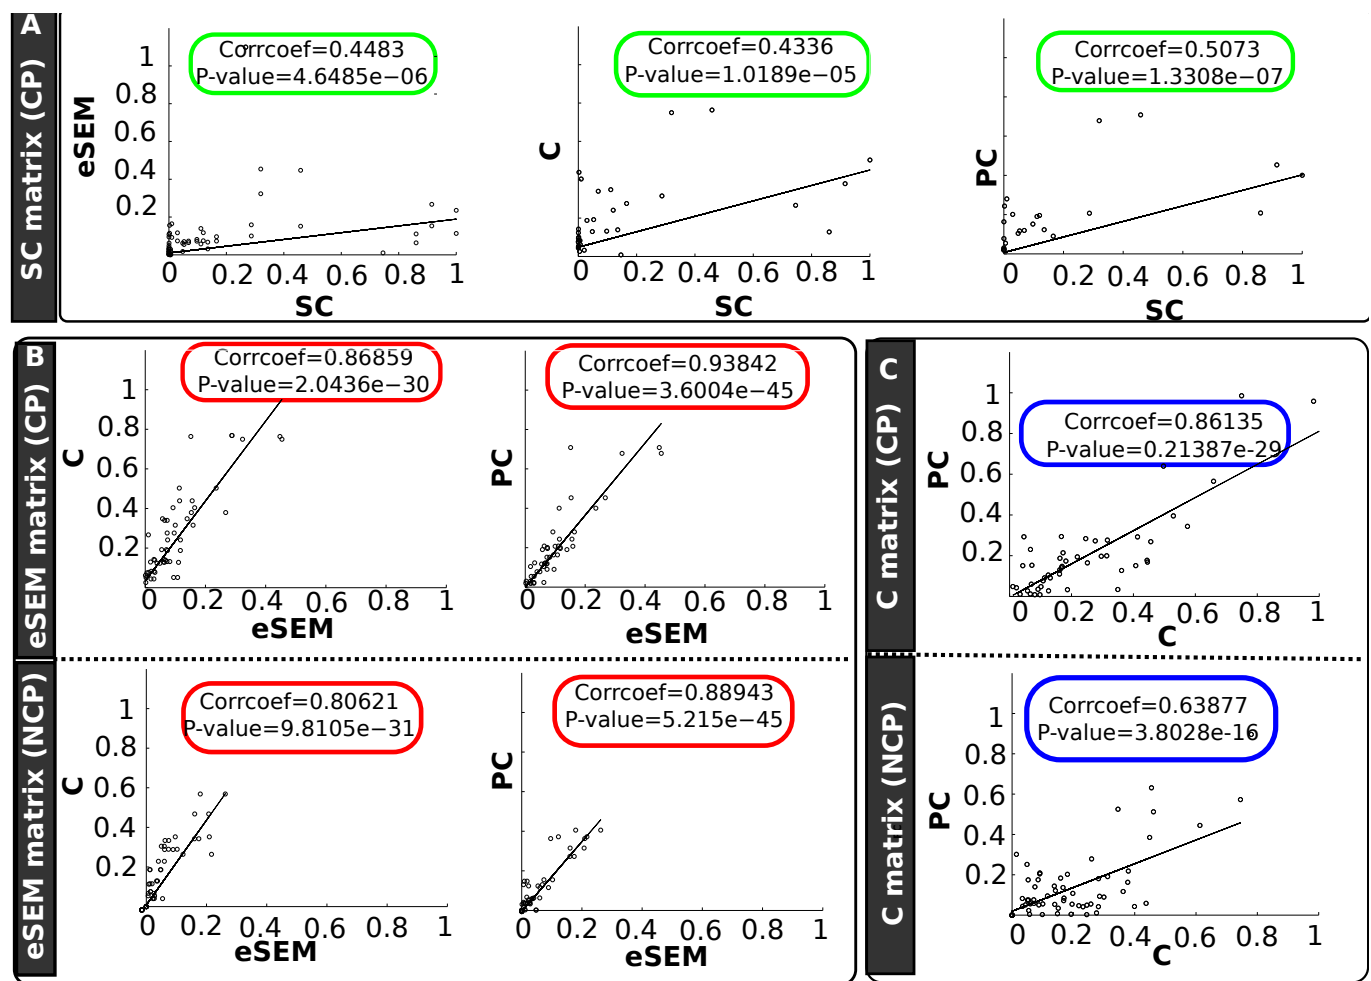 A
SC matrix (CP)
Corrcoef=0.4483
P-value=4.6485e−06
eSEM
1
0.8
0.6
0.4
0.2
0 0.2 0.4 0.6 0.8 1
SC
Corrcoef=0.4336
P-value=1.0189e−05
C
0 0.2 0.4 0.6 0.8 1
SC
Corrcoef=0.5073
P-value=1.3308e−07
PC
0 0.2 0.4 0.6 0.8 1
SC
B
eSEM matrix (CP)
Corrcoef=0.86859
P-value=2.0436e−30
C
1
0.8
0.6
0.4
0.2
0 0.2 0.4 0.6 0.8 1
eSEM
Corrcoef=0.93842
P-value=3.6004e−45
PC
0 0.2 0.4 0.6 0.8 1
eSEM
eSEM matrix (NCP)
Corrcoef=0.80621
P-value=9.8105e−31
C
1
0.8
0.6
0.4
0.2
0 0.2 0.4 0.6 0.8 1
eSEM
Corrcoef=0.88943
P-value=5.215e−45
PC
0 0.2 0.4 0.6 0.8 1
eSEM
C
C matrix (CP)
Corrcoef=0.86135
P-value=0.21387e-29
PC
1
0.8
0.6
0.4
0.2
0 0.2 0.4 0.6 0.8 1
C
C matrix (NCP)
Corrcoef=0.63877
P-value=3.8028e-16
PC
1
0.8
0.6
0.4
0.2
0 0.2 0.4 0.6 0.8 1
C